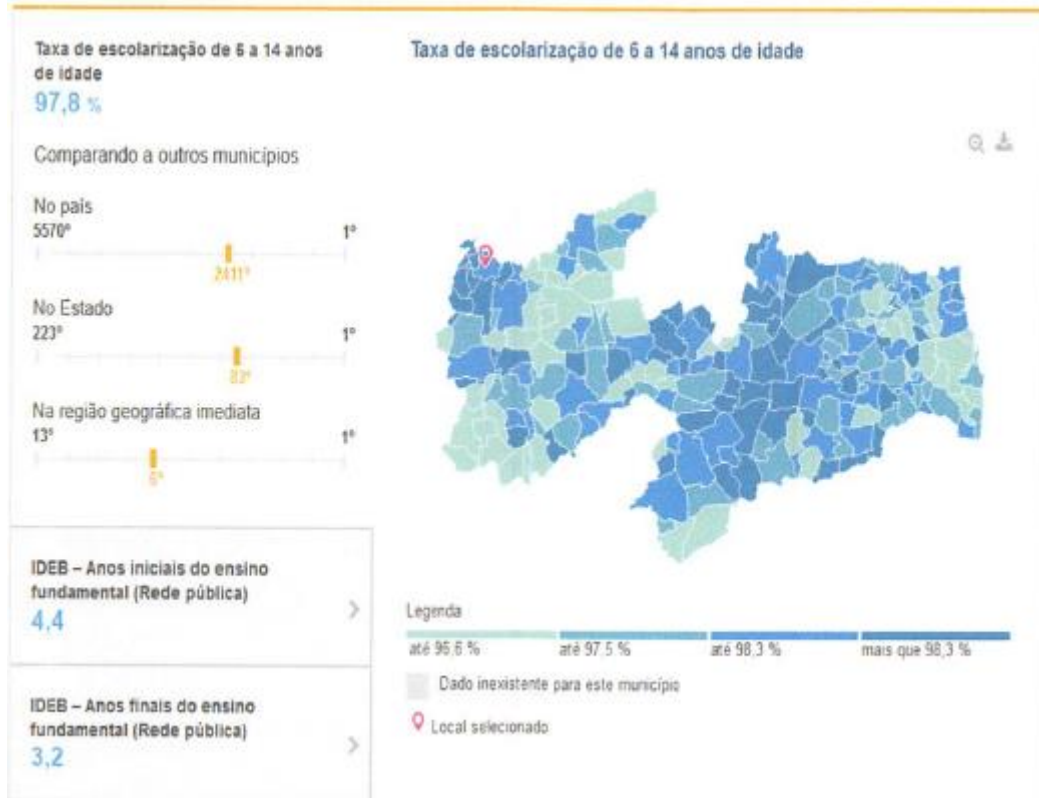 Taxa de escolarização de 6 a 14 anos
de idade
97,8 %
Comparando a outros municípios
No país
5570º
1º
2411º
No Estado
223º
1º
83º
Na região geográfica imediata
13º
1º
6º
IDEB – Anos iniciais do ensino
fundamental (Rede pública)
4,4
IDEB – Anos finais do ensino
fundamental (Rede pública)
3,2
Taxa de escolarização de 6 a 14 anos de idade
Legenda
até 96,6 %
até 97,5 %
até 98,3 %
mais que 98,3 %
Dado inexistente para este município
Local selecionado